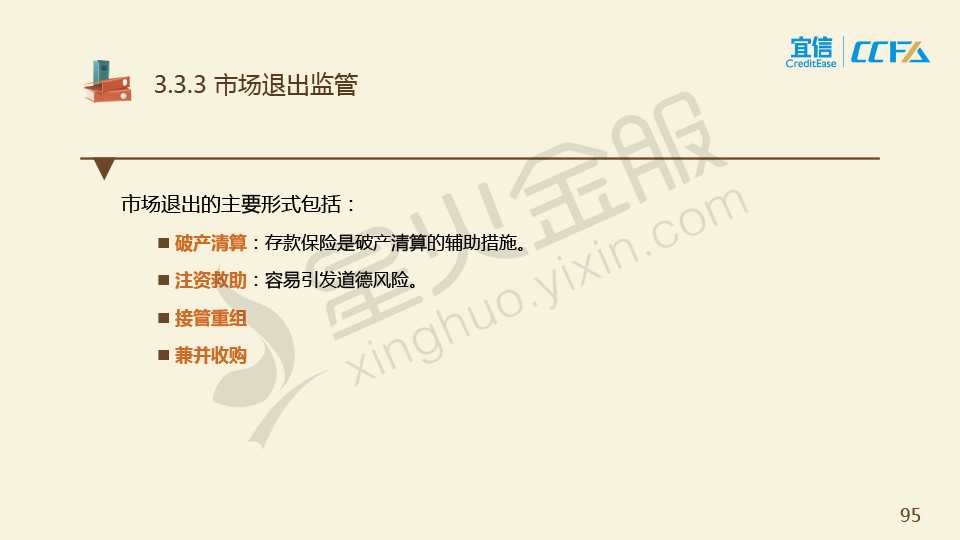 宜信
CreditEase
CCFA
3.3.3 市场退出监管
市场退出的主要形式包括：
破产清算：存款保险是破产清算的辅助措施。
注资救助：容易引发道德风险。
接管重组
兼并收购
星火金服
xinghuo.yixin.com
95